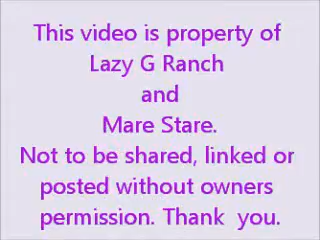 This video is property of
Lazy G Ranch
and
Mare Stare.
Not to be shared, linked or
posted without owners
permission. Thank  you.